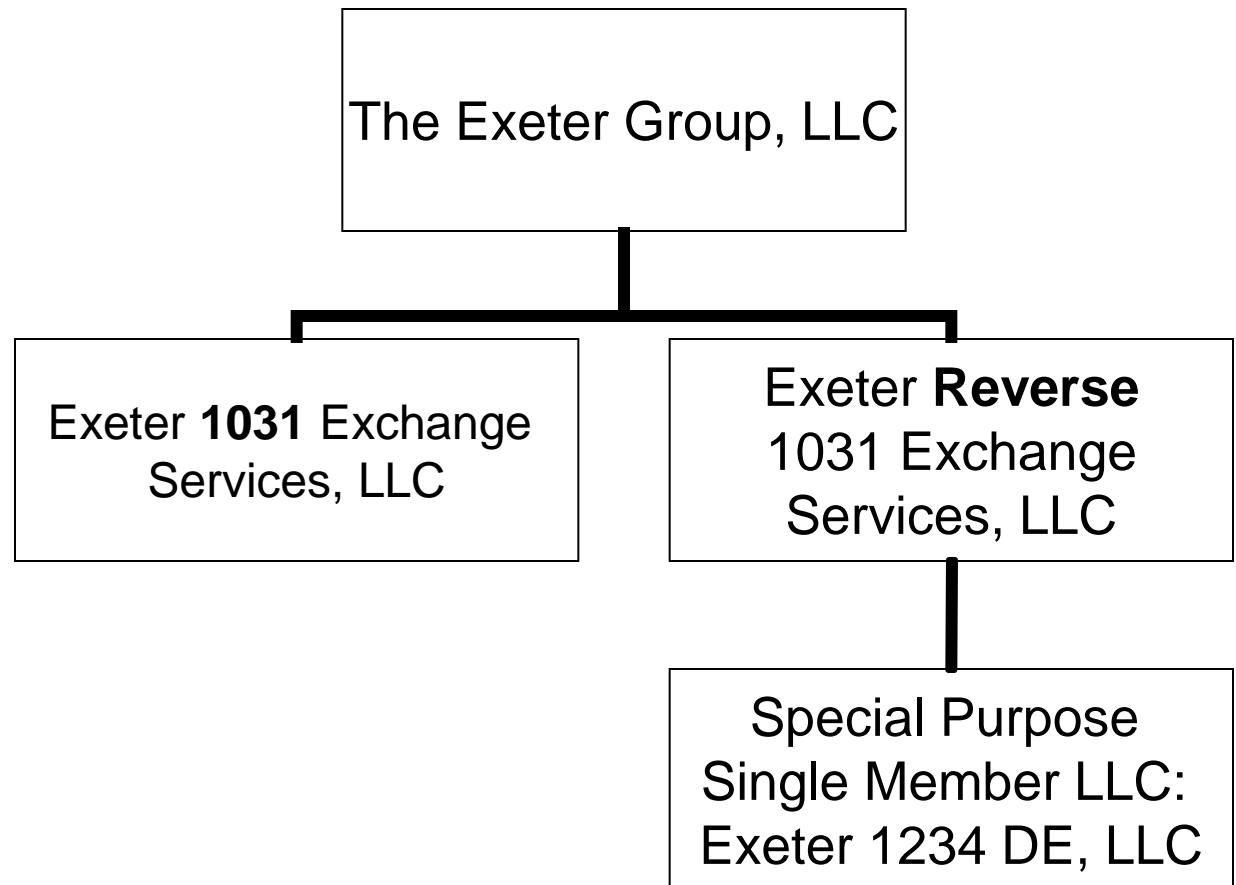 The Exeter Group, LLC
Exeter 1031 Exchange
Services, LLC
Exeter Reverse
1031 Exchange
Services, LLC
Special Purpose
Single Member LLC:
Exeter 1234 DE, LLC